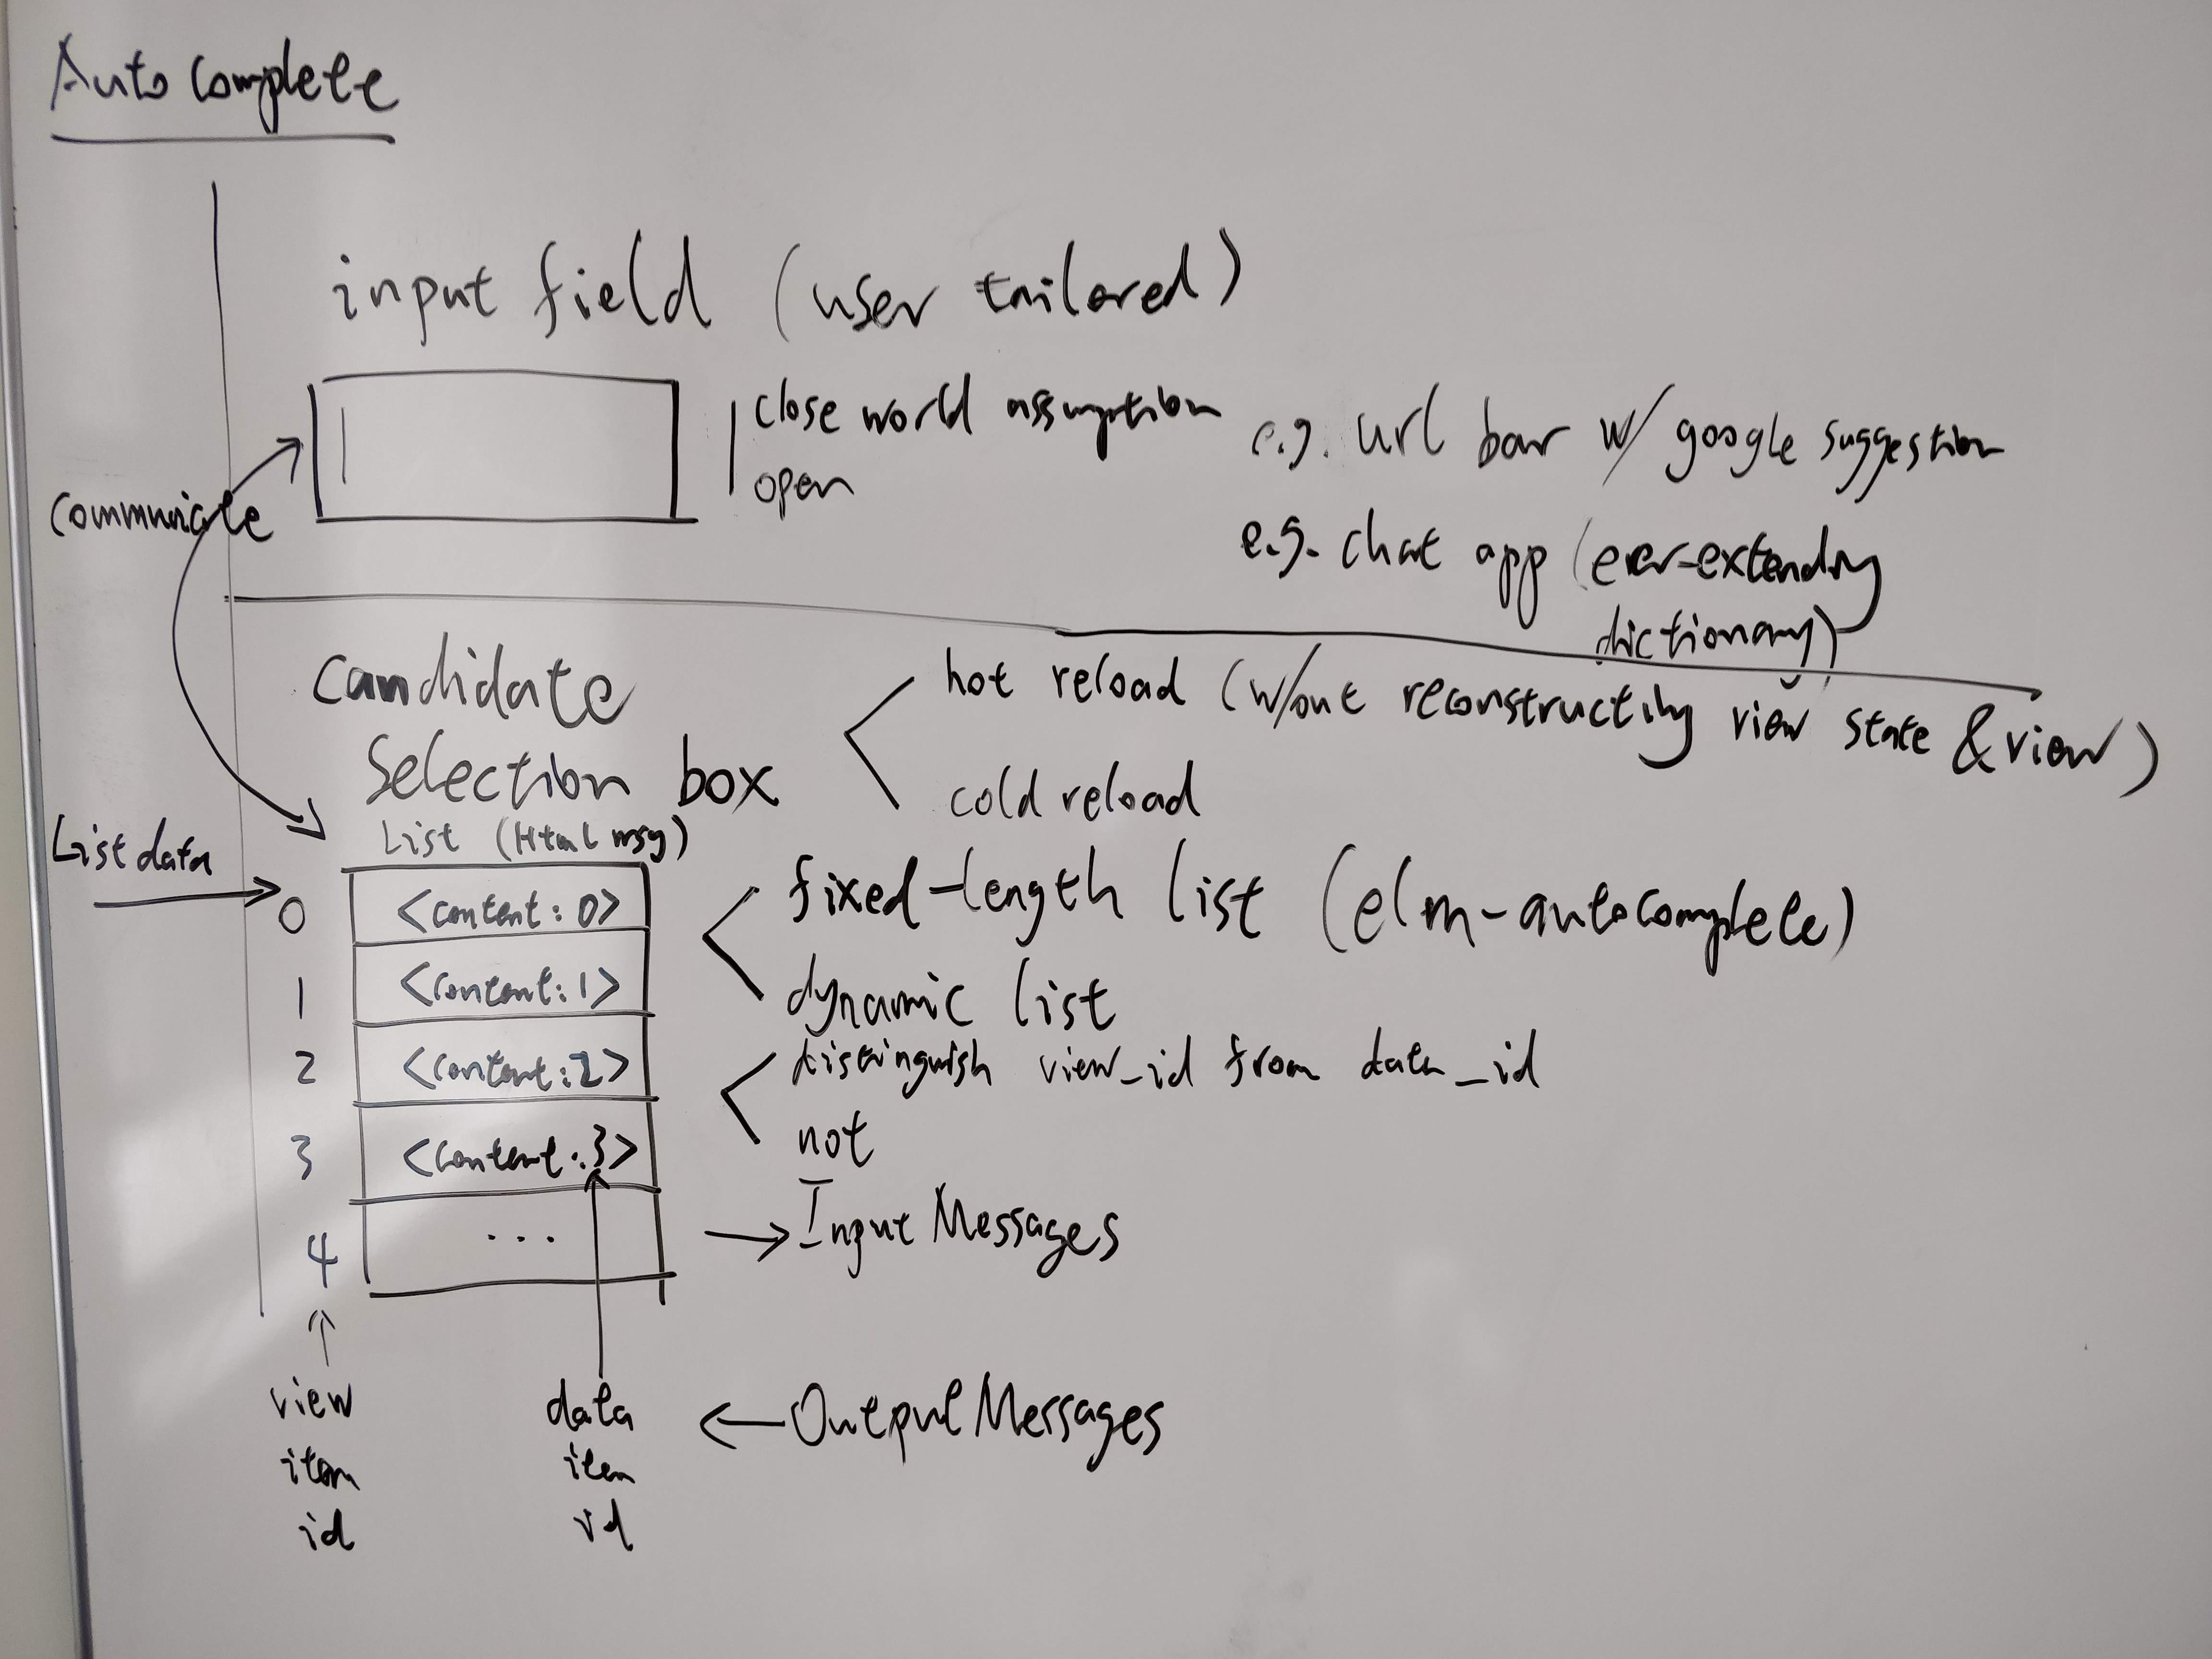 Auto complete
input field (user tailored)
close world assumption
open
e.g. url bar w/ google suggestion
e.g. chat app (ever-extending
dictionary)
communicate
candidate
selection box
hot reload (w/out reconstructing view state & view)
cold reload
List (Html msg)
List data
0 <content: 0>
1 <content: 1>
2 <content: 2>
3 <content: 3>
4 ...
fixed-length list (elm-autocomplete)
dynamic list
distinguish view_id from data_id
not
Input Messages
Output Messages
view
item
id
data
item
id